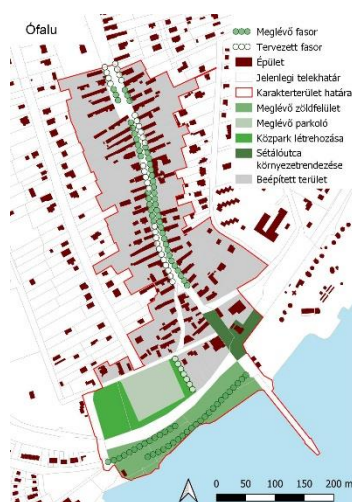 Ófalu
Meglévő fasor
Tervezett fasor
Épület
Jelenlegi telekhatár
Karakterterület határa
Meglévő zöldfelület
Meglévő parkoló
Közpark létrehozása
Sétálóutca
környezetrendezése
Beépített terület
0 50 100 150 200 m